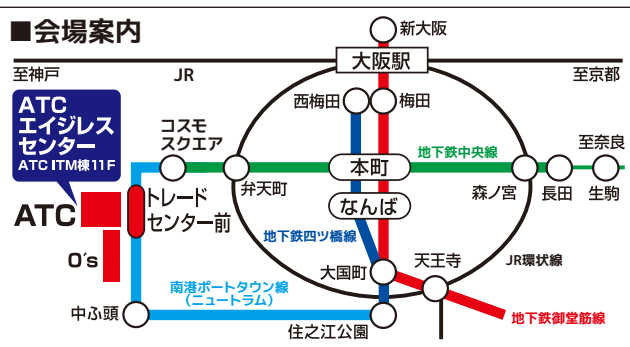 ■会場案内
新大阪
大阪駅
至神戸
JR
至京都
ATC
エイジレス
センター
ATC ITM棟11F
西梅田
梅田
コスモ
スクエア
本町
地下鉄中央線
至奈良
弁天町
森ノ宮
長田
生駒
ATC
トレード
センター前
なんば
地下鉄四ツ橋線
O's
大国町
天王寺
JR環状線
南港ポートタウン線
（ニュートラム）
中ふ頭
住之江公園
地下鉄御堂筋線